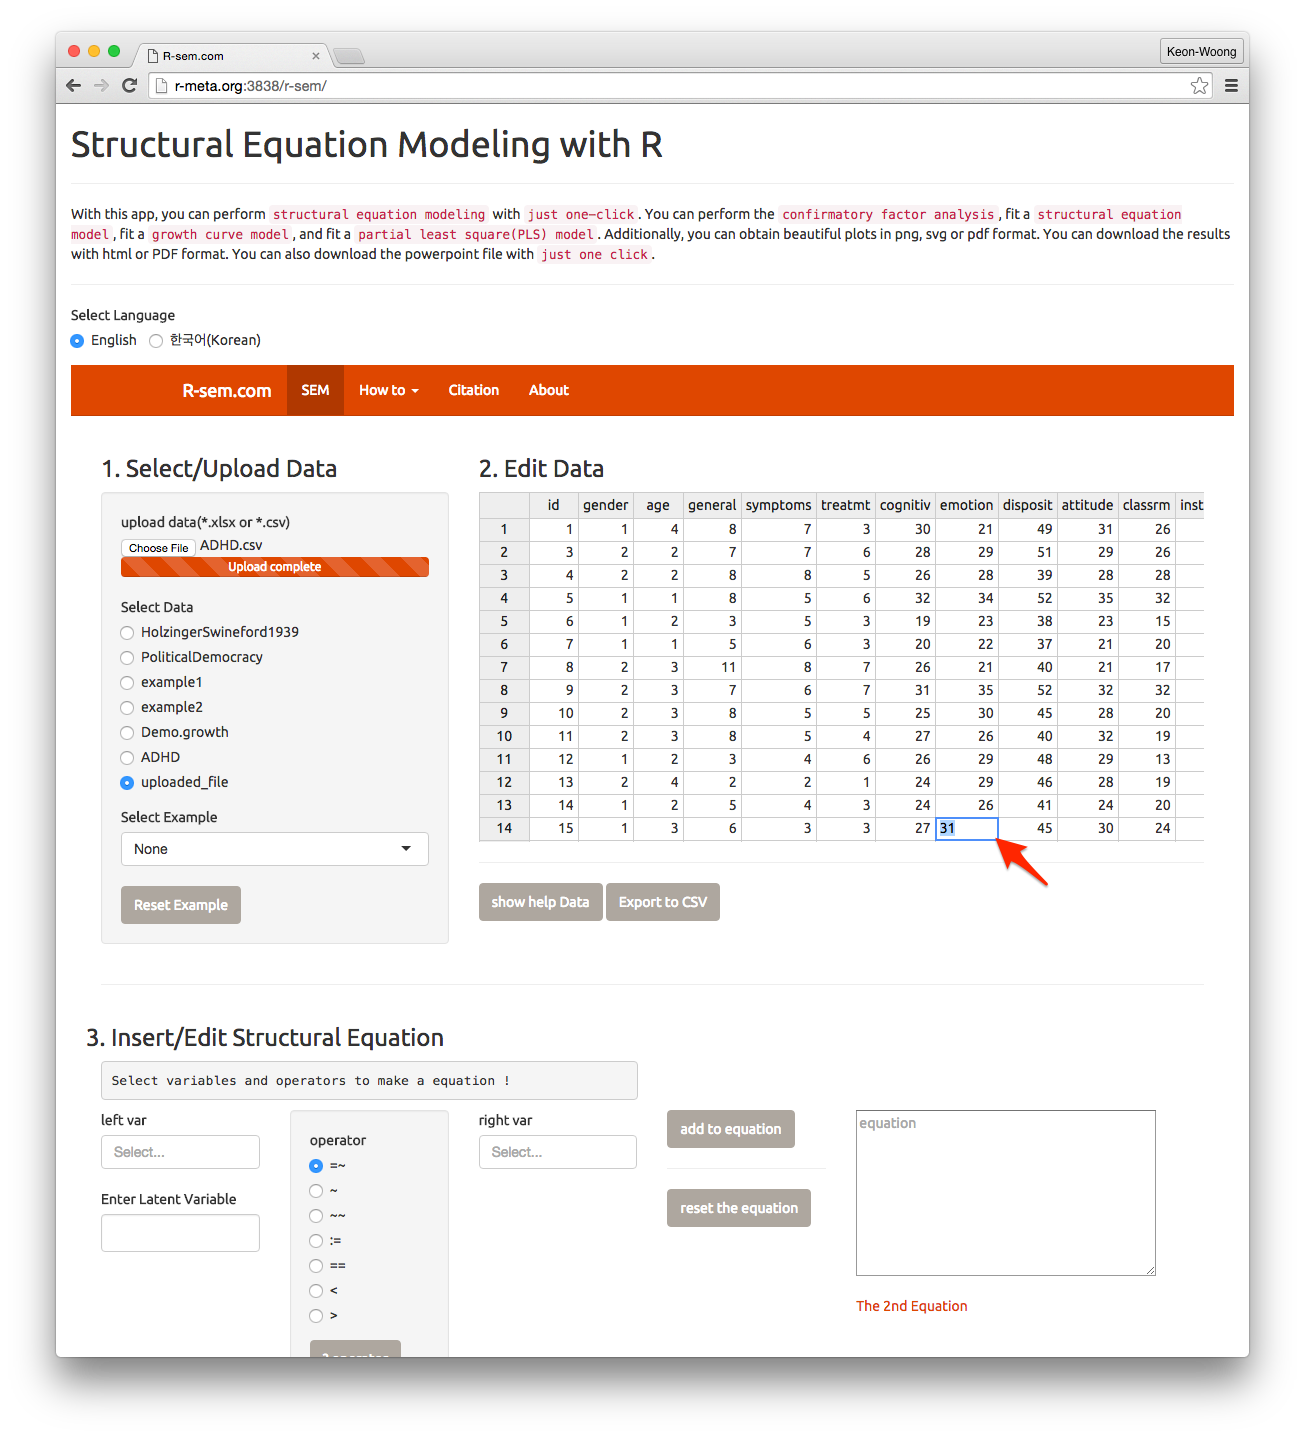 R-sem.com
Keon-Woong
r-meta.org:3838/r-sem/
Structural Equation Modeling with R
With this app, you can perform structural equation modeling with just one-click. You can perform the confirmatory factor analysis, fit a structural equation
model, fit a growth curve model, and fit a partial least square(PLS) model. Additionally, you can obtain beautiful plots in png, svg or pdf format. You can download the results
with html or PDF format. You can also download the powerpoint file with just one click.
Select Language
English 한국어(Korean)
R-sem.com SEM How to Citation About
1. Select/Upload Data
upload data(*.xlsx or *.csv)
Choose File ADHD.csv
Upload complete
Select Data
HolzingerSwineford1939
PoliticalDemocracy
example1
example2
Demo.growth
ADHD
uploaded_file
Select Example
None
Reset Example
2. Edit Data
id gender age general symptoms treatmt cognitiv emotion disposit attitude classrm inst
1 1 1 4 8 7 3 30 21 49 31 26
2 3 2 2 7 7 6 28 29 51 29 26
3 4 2 2 8 8 5 26 28 39 28 28
4 5 1 1 8 5 6 32 34 52 35 32
5 6 1 2 3 5 3 19 23 38 23 15
6 7 1 1 5 6 3 20 22 37 21 20
7 8 2 3 11 8 7 26 21 40 21 17
8 9 2 3 7 6 7 31 35 52 32 32
9 10 2 3 8 5 5 25 30 45 28 20
10 11 2 3 8 5 4 27 26 40 32 19
11 12 1 2 3 4 6 26 29 48 29 13
12 13 2 4 2 2 1 24 29 46 28 19
13 14 1 2 5 4 3 24 26 41 24 20
14 15 1 3 6 3 3 27 31 45 30 24
show help Data Export to CSV
3. Insert/Edit Structural Equation
Select variables and operators to make a equation !
left var
Select...
Enter Latent Variable
operator
=~
~
~~
:=
==
<
>
right var
Select...
add to equation
reset the equation
equation
The 2nd Equation